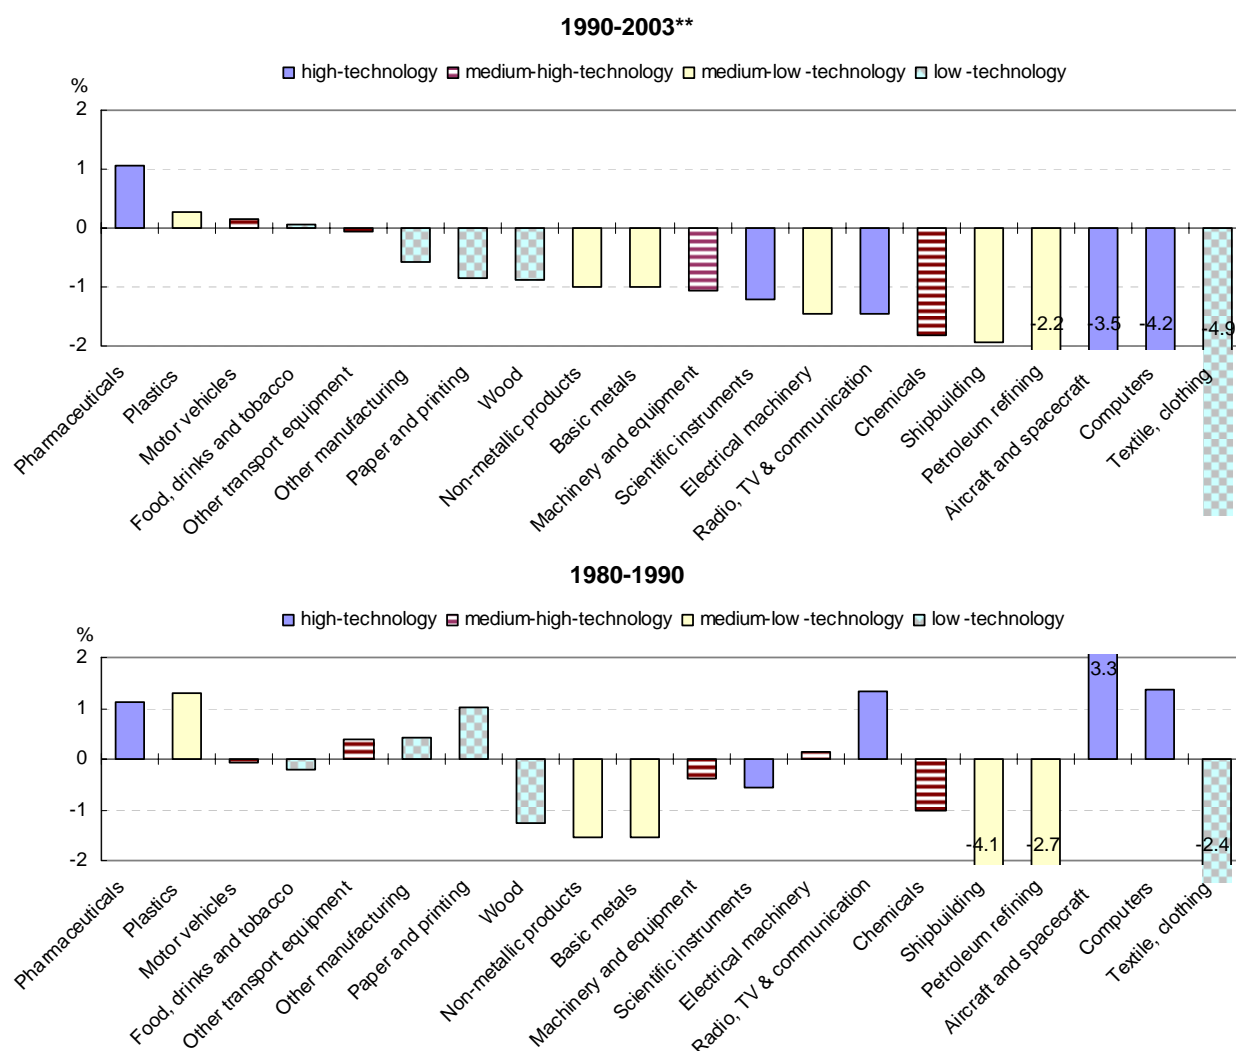 1990-2003**
high-technology medium-high-technology medium-low -technology low -technology
%
2
1
0
-1
-2
-2.2 -3.5 -4.2 -4.9
Pharmaceuticals
Plastics
Motor vehicles
Food, drinks and tobacco
Other transport equipment
Other manufacturing
Paper and printing
Wood
Non-metallic products
Basic metals
Machinery and equipment
Scientific instruments
Electrical machinery
Radio, TV & communication
Chemicals
Shipbuilding
Petroleum refining
Aircraft and spacecraft
Computers
Textile, clothing
1980-1990
high-technology medium-high-technology medium-low -technology low -technology
%
2
1
0
-1
-2
3.3
-4.1 -2.7 -2.4
Pharmaceuticals
Plastics
Motor vehicles
Food, drinks and tobacco
Other transport equipment
Other manufacturing
Paper and printing
Wood
Non-metallic products
Basic metals
Machinery and equipment
Scientific instruments
Electrical machinery
Radio, TV & communication
Chemicals
Shipbuilding
Petroleum refining
Aircraft and spacecraft
Computers
Textile, clothing